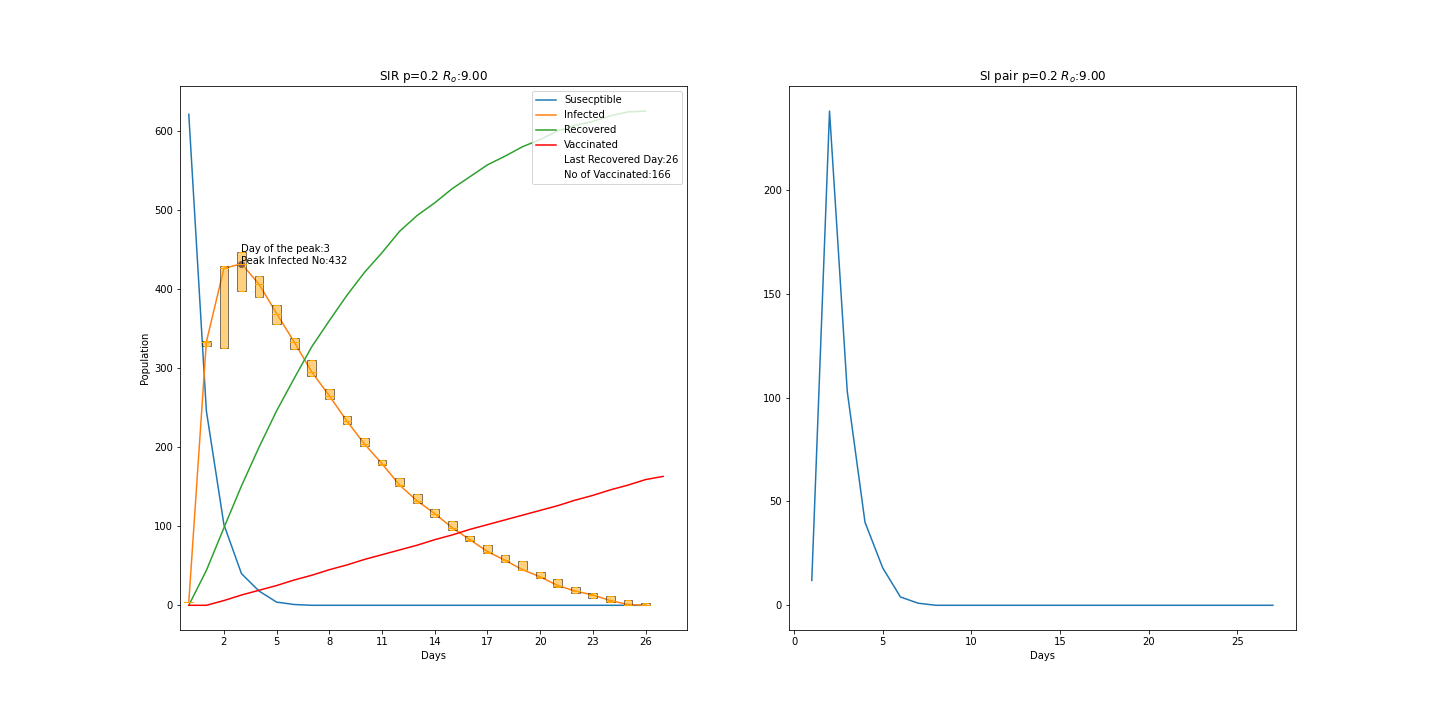 SIR p=0.2 Rₒ:9.00
Susecptible
Infected
Recovered
Vaccinated
Last Recovered Day:26
No of Vaccinated:166
Day of the peak:3
Peak Infected No:432
Population
600
500
400
300
200
100
0
2 5 8 11 14 17 20 23 26
Days
SI pair p=0.2 Rₒ:9.00
200
150
100
50
0
0 5 10 15 20 25
Days